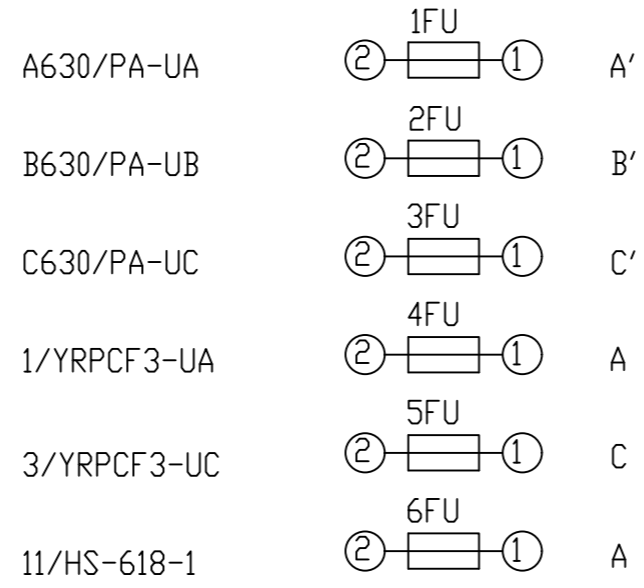 1FU
A630/PA-UA ② ① A′
2FU
B630/PA-UB ② ① B′
3FU
C630/PA-UC ② ① C′
4FU
1/YRPCF3-UA ② ① A
5FU
3/YRPCF3-UC ② ① C
6FU
11/HS-618-1 ② ① A